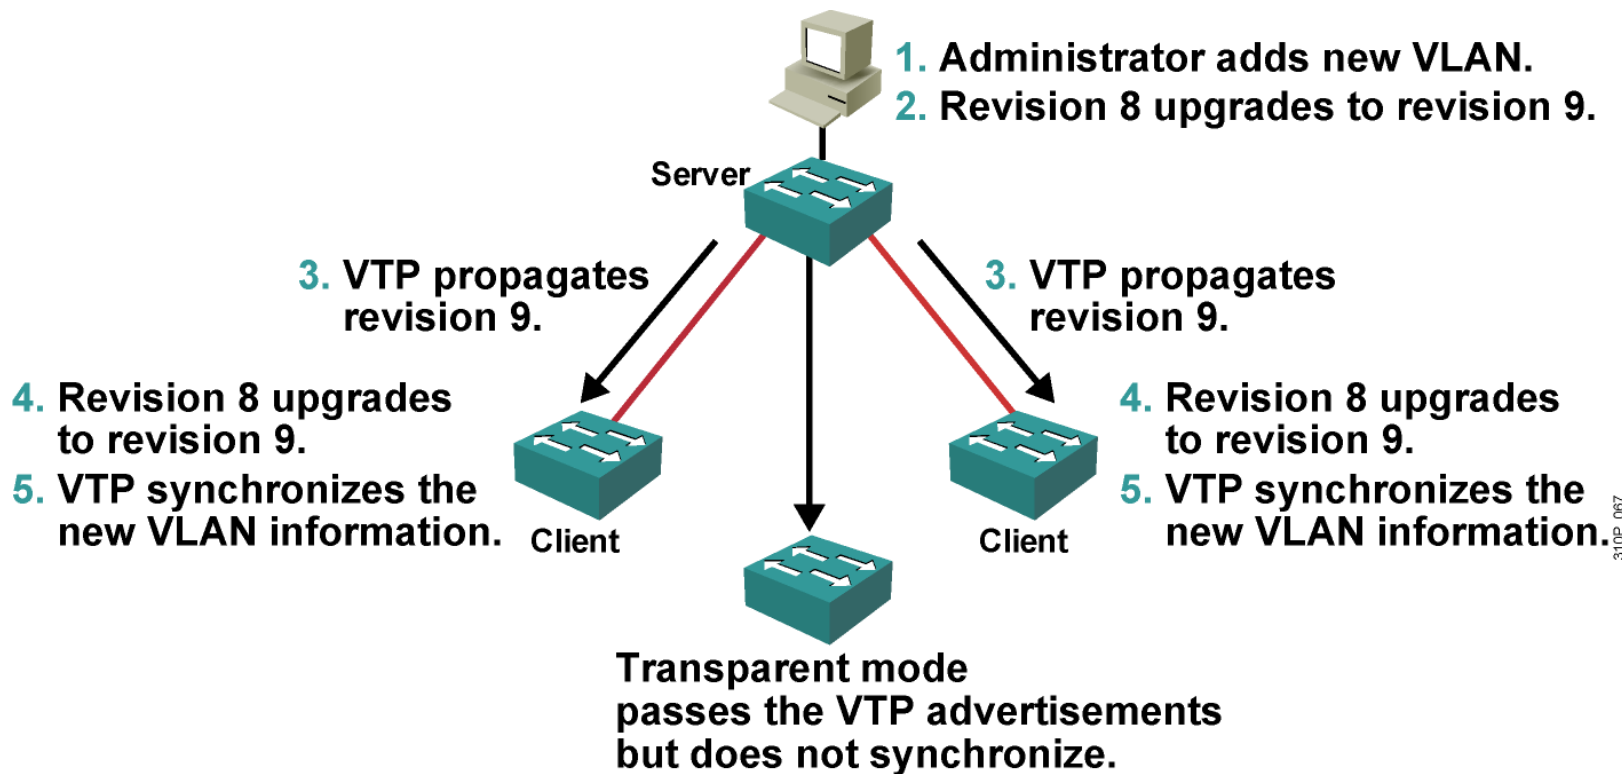 1. Administrator adds new VLAN.
2. Revision 8 upgrades to revision 9.
Server
3. VTP propagates
revision 9.
3. VTP propagates
revision 9.
4. Revision 8 upgrades
to revision 9.
5. VTP synchronizes the
new VLAN information.
Client
4. Revision 8 upgrades
to revision 9.
5. VTP synchronizes the
new VLAN information.
Client
310P_067
Transparent mode
passes the VTP advertisements
but does not synchronize.